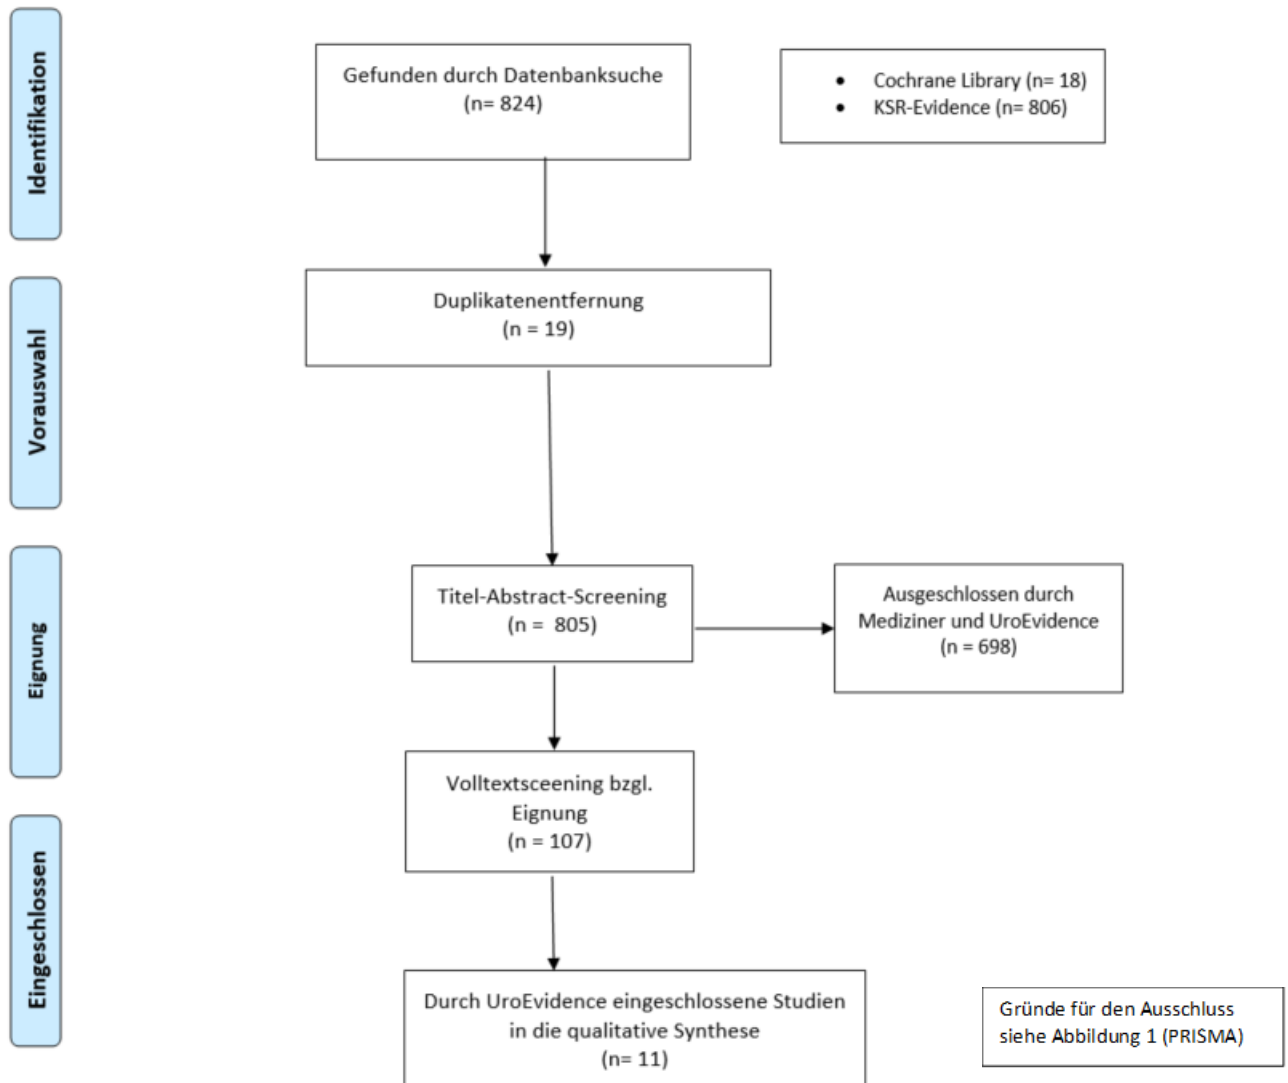 Identifikation
Gefunden durch Datenbanksuche
(n= 824)
• Cochrane Library (n= 18)
• KSR-Evidence (n= 806)
Vorauswahl
Duplikatenentfernung
(n = 19)
Eignung
Titel-Abstract-Screening
(n =  805)
Ausgeschlossen durch
Mediziner und UroEvidence
(n = 698)
Volltextsceening bzgl.
Eignung
(n = 107)
Eingeschlossen
Durch UroEvidence eingeschlossene Studien
in die qualitative Synthese
(n= 11)
Gründe für den Ausschluss
siehe Abbildung 1 (PRISMA)